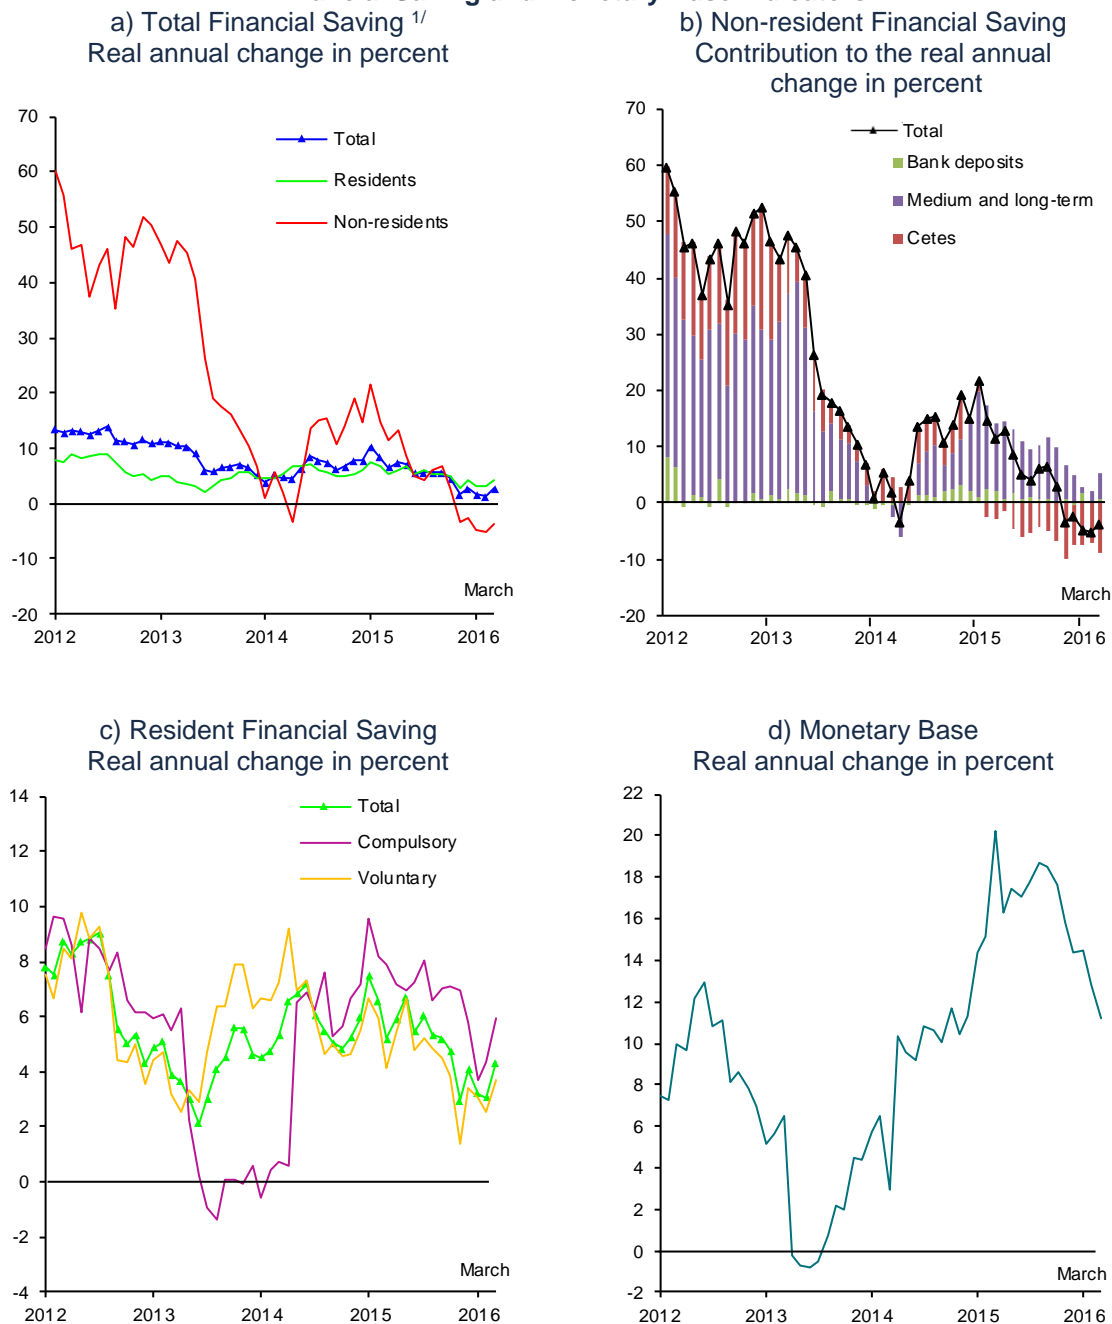 a) Total Financial Saving 1/
Real annual change in percent
70
60
50
40
30
20
10
0
-10
-20
Total
Residents
Non-residents
March
2012 2013 2014 2015 2016
b) Non-resident Financial Saving
Contribution to the real annual
change in percent
70
60
50
40
30
20
10
0
-10
-20
Total
Bank deposits
Medium and long-term
Cetes
March
2012 2013 2014 2015 2016
c) Resident Financial Saving
Real annual change in percent
14
12
10
8
6
4
2
0
-2
-4
Total
Compulsory
Voluntary
March
2012 2013 2014 2015 2016
d) Monetary Base
Real annual change in percent
22
20
18
16
14
12
10
8
6
4
2
0
-2
March
2012 2013 2014 2015 2016